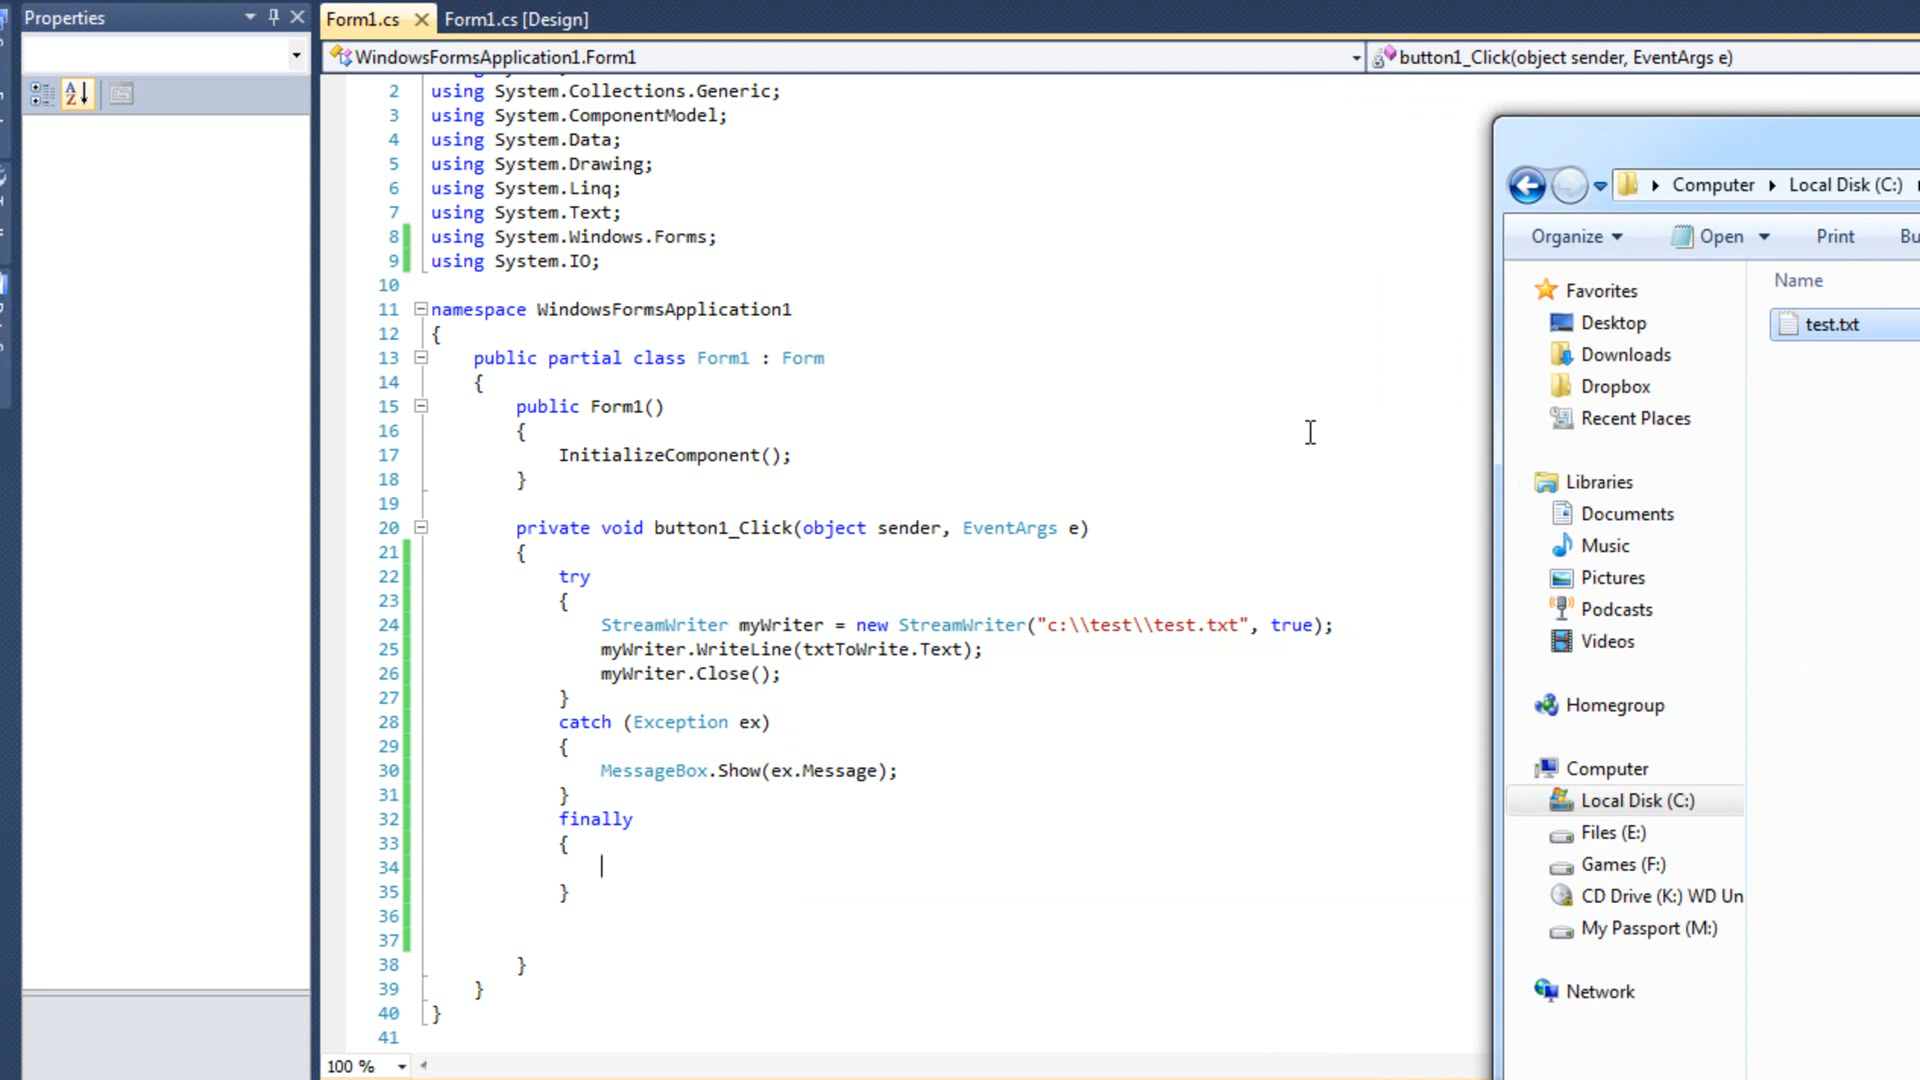 Properties
Form1.cs
Form1.cs [Design]
WindowsFormsApplication1.Form1
button1_Click(object sender, EventArgs e)
2 using System.Collections.Generic;
3 using System.ComponentModel;
4 using System.Data;
5 using System.Drawing;
6 using System.Linq;
7 using System.Text;
8 using System.Windows.Forms;
9 using System.IO;
10
11 namespace WindowsFormsApplication1
12 {
13 public partial class Form1 : Form
14 {
15 public Form1()
16 {
17 InitializeComponent();
18 }
19
20 private void button1_Click(object sender, EventArgs e)
21 {
22 try
23 {
24 StreamWriter myWriter = new StreamWriter("c:\\test\\test.txt", true);
25 myWriter.WriteLine(txtToWrite.Text);
26 myWriter.Close();
27 }
28 catch (Exception ex)
29 {
30 MessageBox.Show(ex.Message);
31 }
32 finally
33 {
34
35 }
36
37
38 }
39 }
40 }
41
100 %
Computer
Local Disk (C:)
Organize
Open
Print
Bu
Name
test.txt
Favorites
Desktop
Downloads
Dropbox
Recent Places
Libraries
Documents
Music
Pictures
Podcasts
Videos
Homegroup
Computer
Local Disk (C:)
Files (E:)
Games (F:)
CD Drive (K:) WD Un
My Passport (M:)
Network